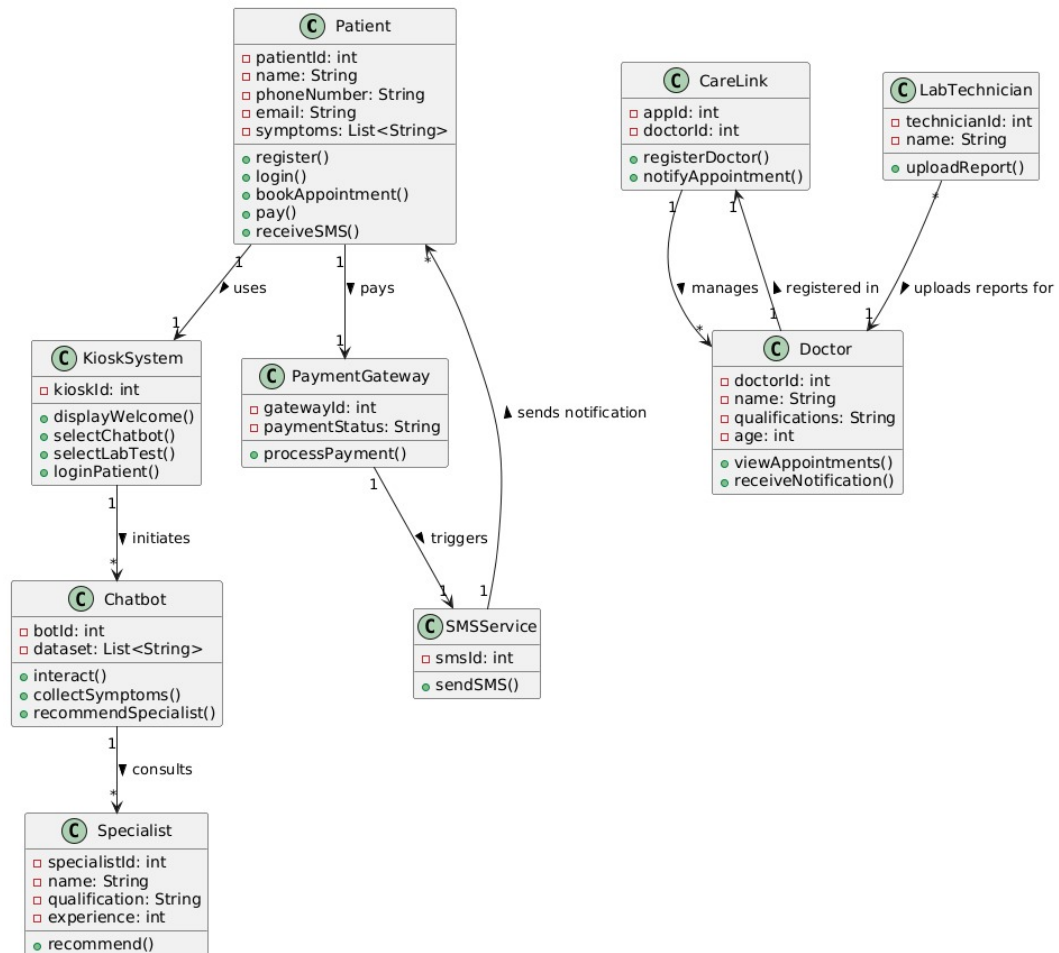 C Patient
patientId: int
name: String
phoneNumber: String
email: String
symptoms: List<String>
register()
login()
bookAppointment()
pay()
receiveSMS()
C CareLink
appId: int
doctorId: int
registerDoctor()
notifyAppointment()
C LabTechnician
technicianId: int
name: String
uploadReport()
1
uses
1
1
pays
1
*
sends notification
1
1
manages
*
1
registered in
1
*
uploads reports for
1
C KioskSystem
kioskId: int
displayWelcome()
selectChatbot()
selectLabTest()
loginPatient()
C PaymentGateway
gatewayId: int
paymentStatus: String
processPayment()
C Doctor
doctorId: int
name: String
qualifications: String
age: int
viewAppointments()
receiveNotification()
1
initiates
*
1
triggers
1
C Chatbot
botId: int
dataset: List<String>
interact()
collectSymptoms()
recommendSpecialist()
C SMSService
smsId: int
sendSMS()
1
consults
*
C Specialist
specialistId: int
name: String
qualification: String
experience: int
recommend()